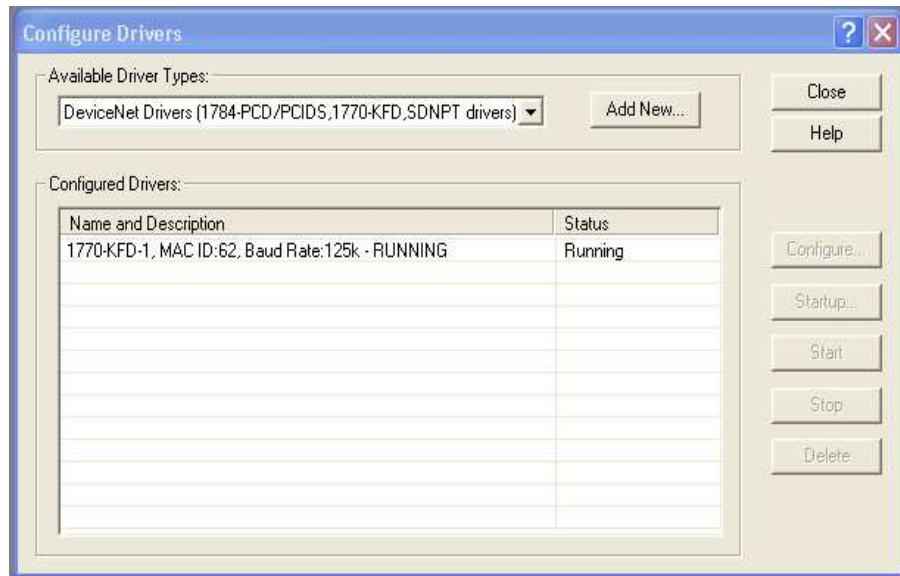 Configure Drivers
Available Driver Types:
DeviceNet Drivers (1784-PCD/PCIDS,1770-KFD,SDNPT drivers)
Add New...
Close
Help
Configured Drivers:
Name and Description Status
1770-KFD-1, MAC ID:62, Baud Rate:125k - RUNNING Running
Configure...
Startup...
Start
Stop
Delete